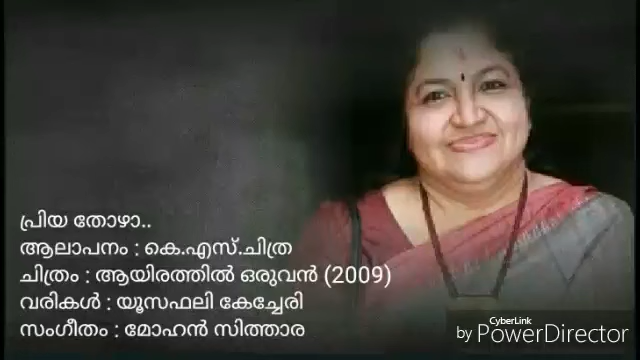 പ്രിയ തോഴാ..
ആലാപനം : കെ.എസ്.ചിത്ര
ചിത്രം : ആയിരത്തിൽ ഒരുവൻ (2009)
വരികൾ : യൂസഫലി കേച്ചേരി
സംഗീതം : മോഹൻ സിത്താര
CyberLink
by PowerDirector